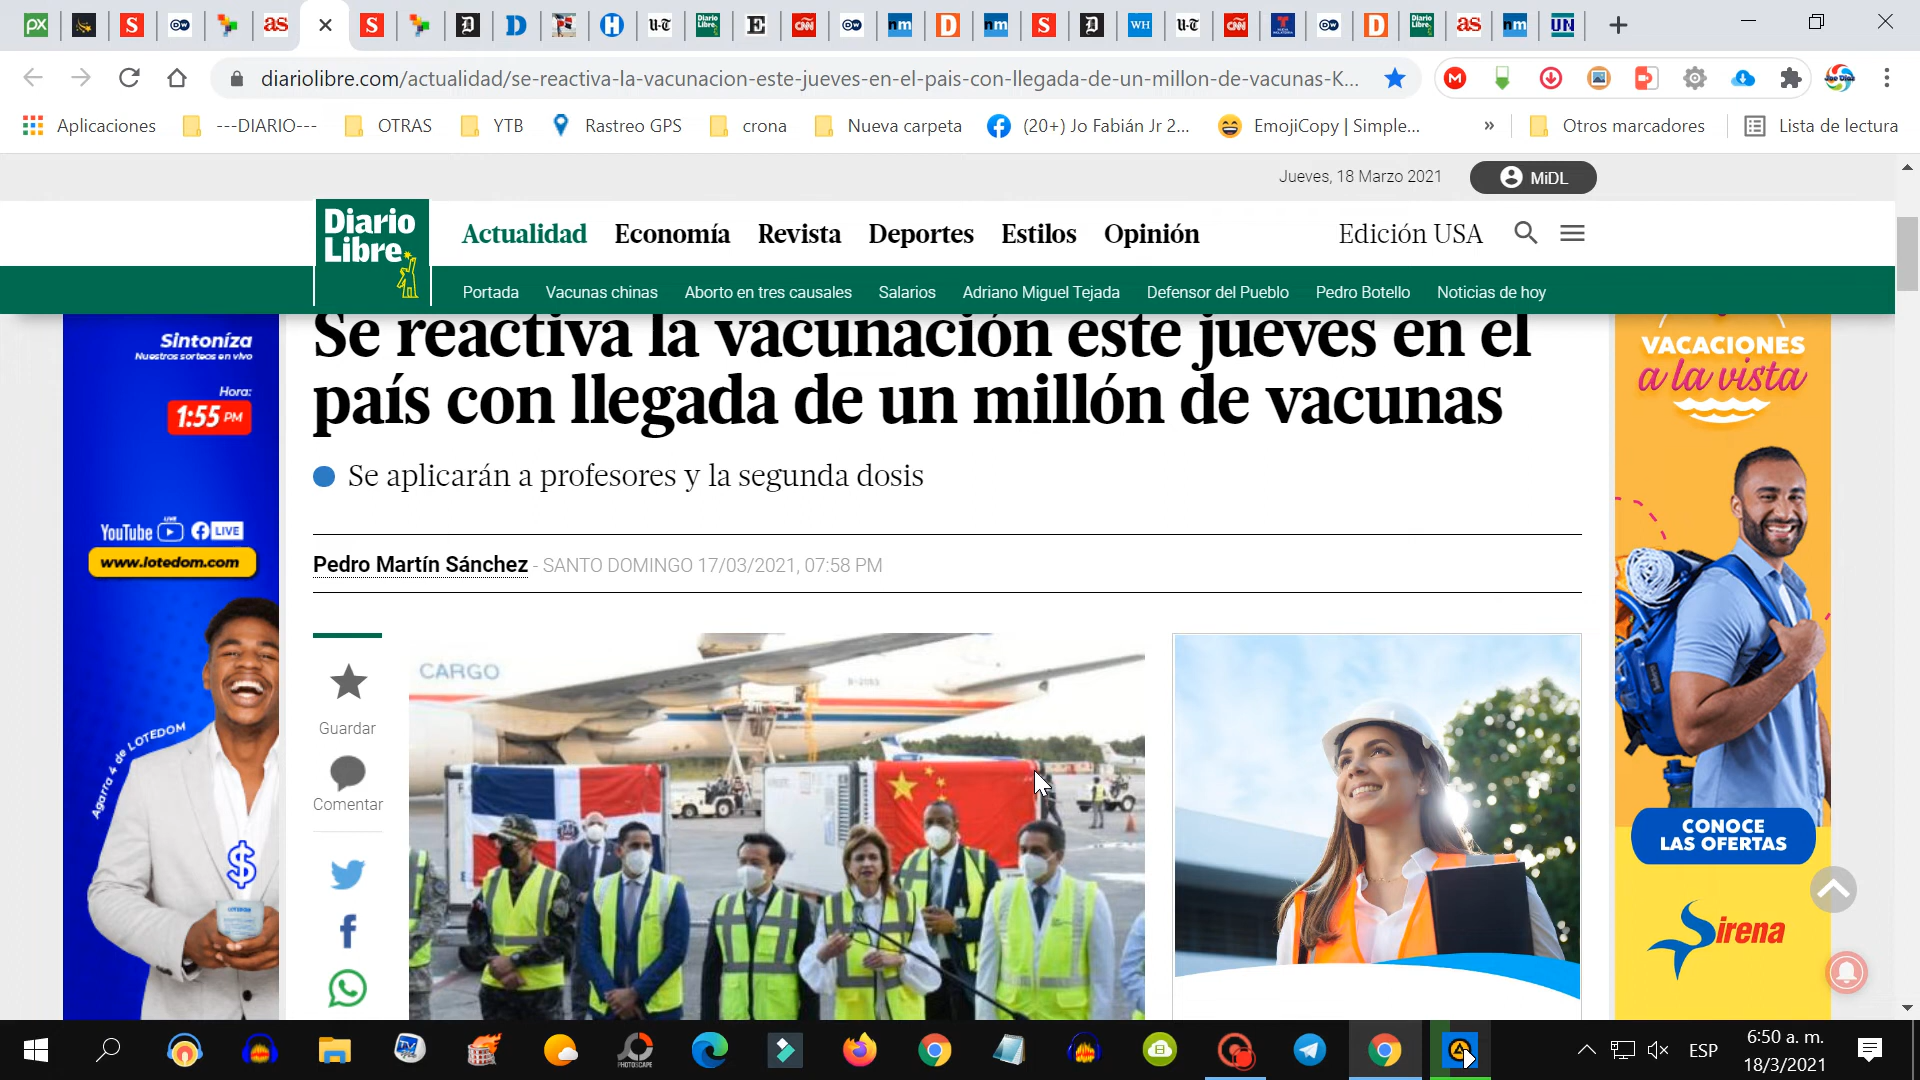 diariolibre.com/actualidad/se-reactiva-la-vacunacion-este-jueves-en-el-pais-con-llegada-de-un-millon-de-vacunas-K...
Aplicaciones
---DIARIO---
OTRAS
YTB
Rastreo GPS
crona
Nueva carpeta
(20+) Jo Fabián Jr 2...
EmojiCopy | Simple...
»
Otros marcadores
Lista de lectura
Jueves, 18 Marzo 2021
MiDL
Diario
Libre
Actualidad
Economía
Revista
Deportes
Estilos
Opinión
Edición USA
Portada
Vacunas chinas
Aborto en tres causales
Salarios
Adriano Miguel Tejada
Defensor del Pueblo
Pedro Botello
Noticias de hoy
Se reactiva la vacunación este jueves en el
país con llegada de un millón de vacunas
Se aplicarán a profesores y la segunda dosis
Pedro Martín Sánchez - SANTO DOMINGO 17/03/2021, 07:58 PM
Guardar
Comentar
CARGO
Sintoníza
Nuestros sorteos en vivo
Hora:
1:55 PM
YouTube LIVE
LIVE
www.lotedom.com
Agarra 4 de LOTEDOM
VACACIONES
a la vista
CONOCE
LAS OFERTAS
Sirena
ESP
6:50 a. m.
18/3/2021